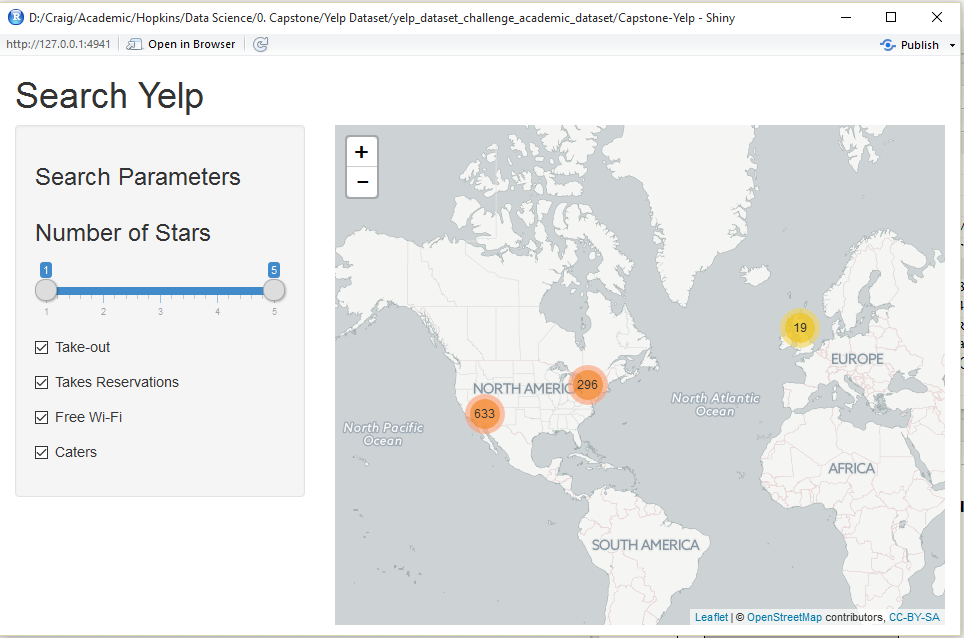 D:/Craig/Academic/Hopkins/Data Science/0. Capstone/Yelp Dataset/yelp_dataset_challenge_academic_dataset/Capstone-Yelp - Shiny
http://127.0.0.1:4941 Open in Browser Publish
Search Yelp
Search Parameters
Number of Stars
1 5
1 2 3 4 5
Take-out
Takes Reservations
Free Wi-Fi
Caters
+
−
19
EUROPE
NORTH AMERIC
296
633
North Atlantic
Ocean
North Pacific
Ocean
AFRICA
SOUTH AMERICA
Leaflet | © OpenStreetMap contributors, CC-BY-SA